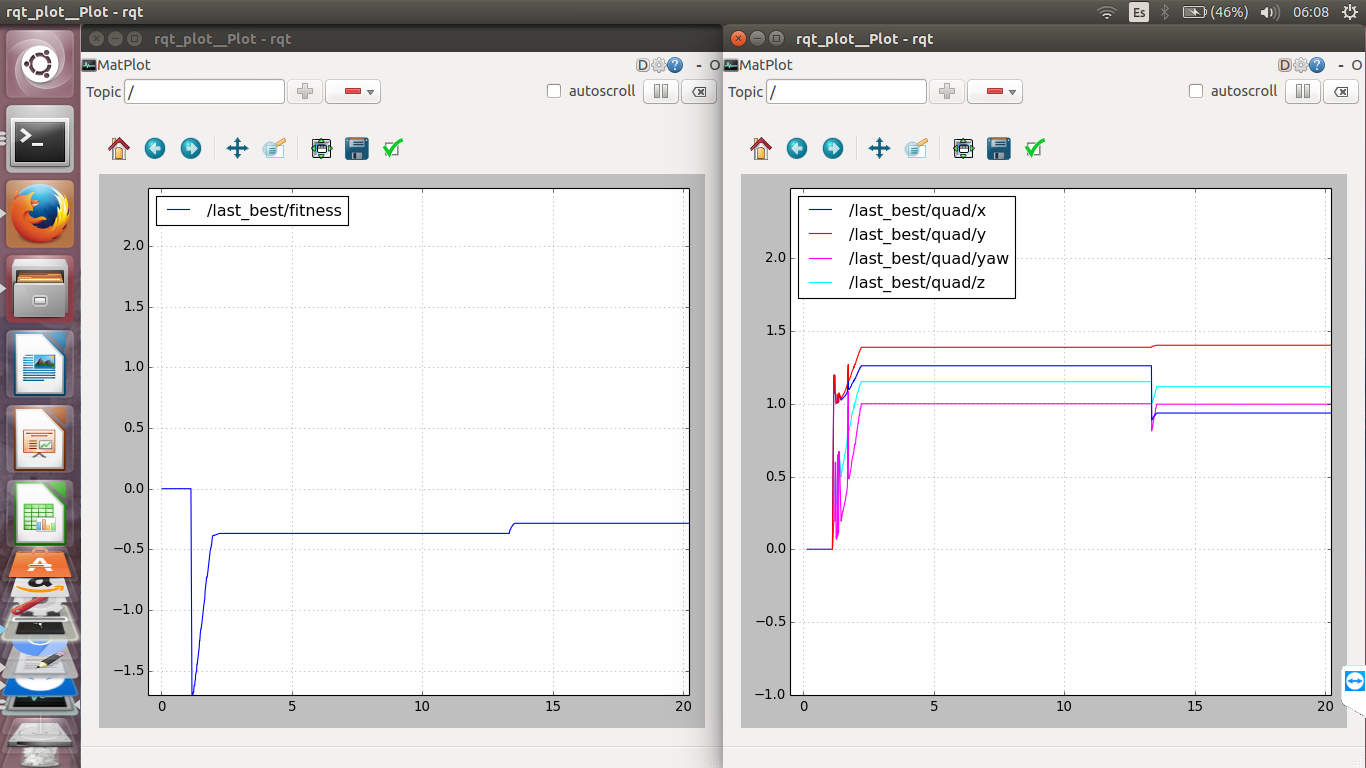 rqt_plot__Plot - rqt
Es
(46%)
06:08
rqt_plot__Plot - rqt
MatPlot
D
- O
Topic
/
autoscroll
/last_best/fitness
2.0
1.5
1.0
0.5
0.0
−0.5
−1.0
−1.5
0
5
10
15
20
rqt_plot__Plot - rqt
MatPlot
D
- O
Topic
/
autoscroll
/last_best/quad/x
/last_best/quad/y
/last_best/quad/yaw
/last_best/quad/z
2.0
1.5
1.0
0.5
0.0
−0.5
−1.0
0
5
10
15
20